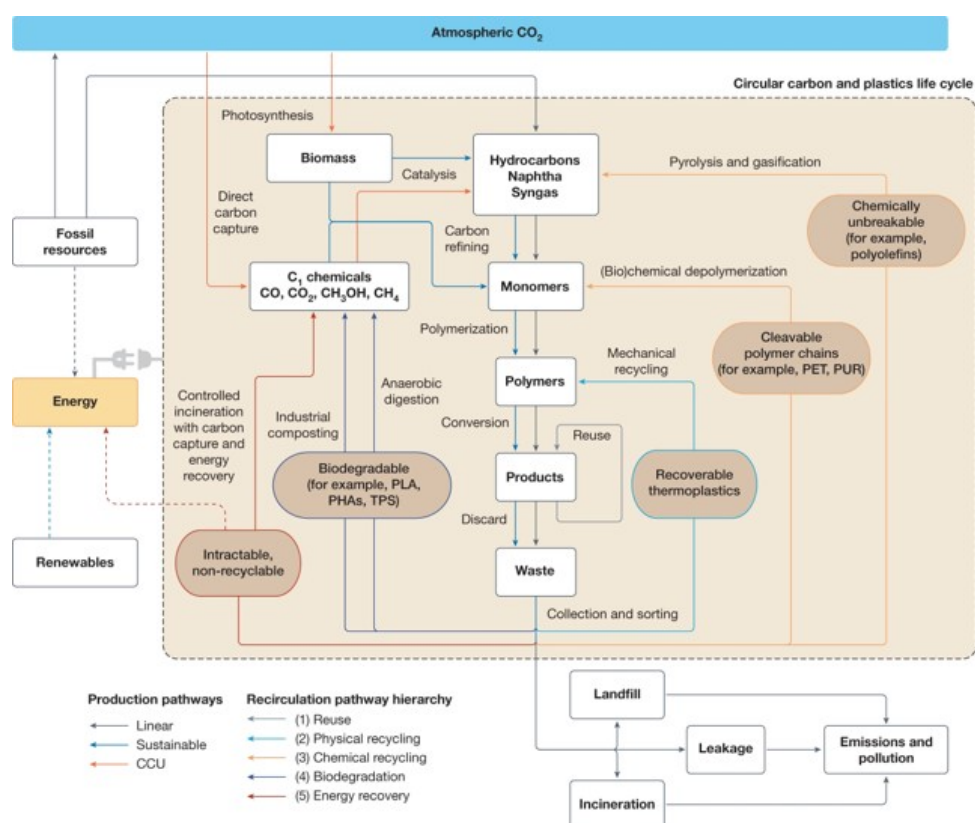 Atmospheric CO₂
Circular carbon and plastics life cycle
Photosynthesis
Biomass
Catalysis
Hydrocarbons
Naphtha
Syngas
Pyrolysis and gasification
Direct
carbon
capture
Fossil
resources
Carbon
refining
Chemically
unbreakable
(for example,
polyolefins)
C₁ chemicals
CO, CO₂, CH₃OH, CH₄
Monomers
(Bio)chemical depolymerization
Polymerization
Cleavable
polymer chains
(for example, PET, PUR)
Mechanical
recycling
Polymers
Energy
Controlled
incineration
with carbon
capture and
energy
recovery
Industrial
composting
Anaerobic
digestion
Conversion
Reuse
Biodegradable
(for example, PLA,
PHAs, TPS)
Products
Recoverable
thermoplastics
Discard
Renewables
Intractable,
non-recyclable
Waste
Collection and sorting
Production pathways
Linear
Sustainable
CCU
Recirculation pathway hierarchy
(1) Reuse
(2) Physical recycling
(3) Chemical recycling
(4) Biodegradation
(5) Energy recovery
Landfill
Leakage
Emissions and
pollution
Incineration